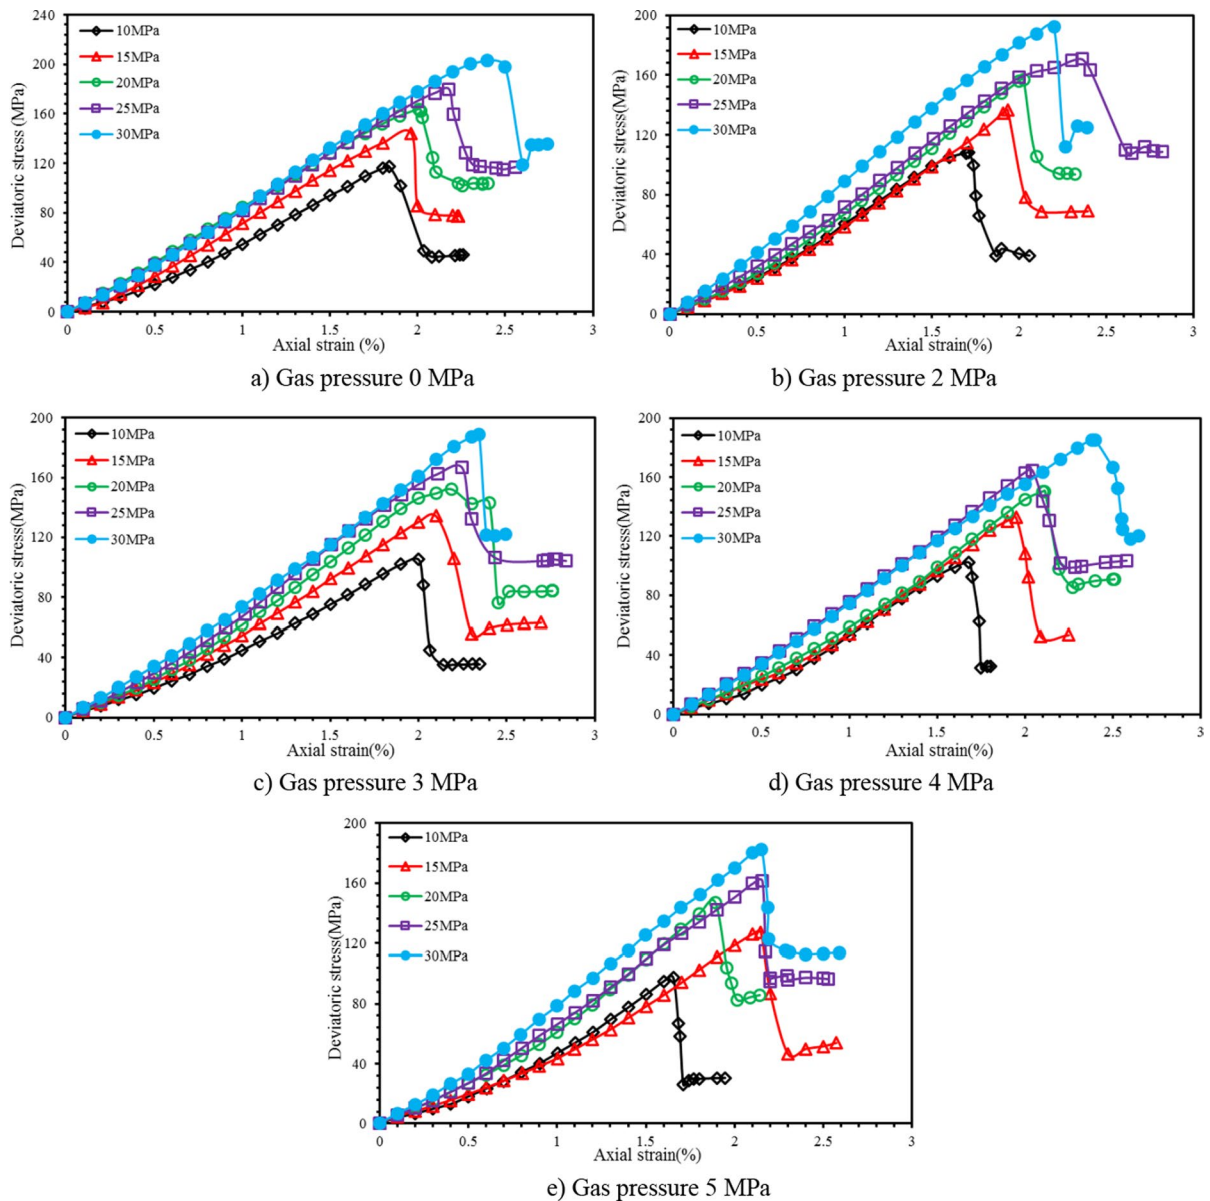 240
200
160
120
80
40
0
10MPa
15MPa
20MPa
25MPa
30MPa
Deviatoric stress (MPa)
0 0.5 1 1.5 2 2.5 3
Axial strain (%)
a) Gas pressure 0 MPa
200
160
120
80
40
0
10MPa
15MPa
20MPa
25MPa
30MPa
Deviatoric stress(MPa)
0 0.5 1 1.5 2 2.5 3
Axial strain(%)
b) Gas pressure 2 MPa
200
160
120
80
40
0
10MPa
15MPa
20MPa
25MPa
30MPa
Deviatoric stress(MPa)
0 0.5 1 1.5 2 2.5 3
Axial strain(%)
c) Gas pressure 3 MPa
200
160
120
80
40
0
10MPa
15MPa
20MPa
25MPa
30MPa
Deviatoric stress(MPa)
0 0.5 1 1.5 2 2.5 3
Axial strain(%)
d) Gas pressure 4 MPa
200
160
120
80
40
0
10MPa
15MPa
20MPa
25MPa
30MPa
Deviatoric stress(MPa)
0 0.5 1 1.5 2 2.5 3
Axial strain(%)
e) Gas pressure 5 MPa